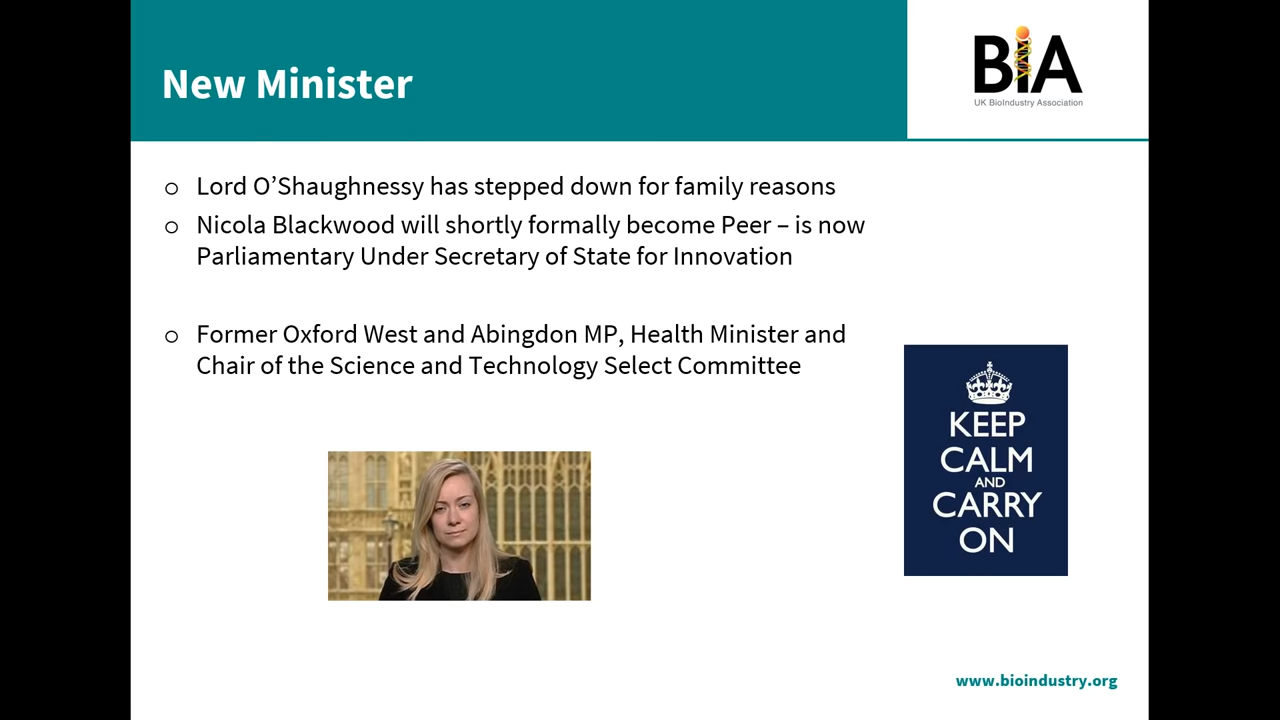 New Minister
BiA
UK BioIndustry Association
o Lord O’Shaughnessy has stepped down for family reasons
o Nicola Blackwood will shortly formally become Peer – is now
Parliamentary Under Secretary of State for Innovation
o Former Oxford West and Abingdon MP, Health Minister and
Chair of the Science and Technology Select Committee
KEEP
CALM
AND
CARRY
ON
www.bioindustry.org